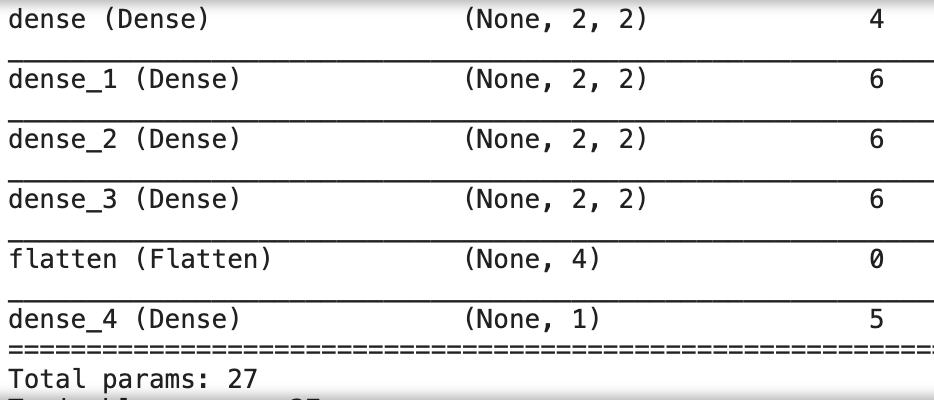 dense (Dense) (None, 2, 2) 4
dense_1 (Dense) (None, 2, 2) 6
dense_2 (Dense) (None, 2, 2) 6
dense_3 (Dense) (None, 2, 2) 6
flatten (Flatten) (None, 4) 0
dense_4 (Dense) (None, 1) 5
Total params: 27